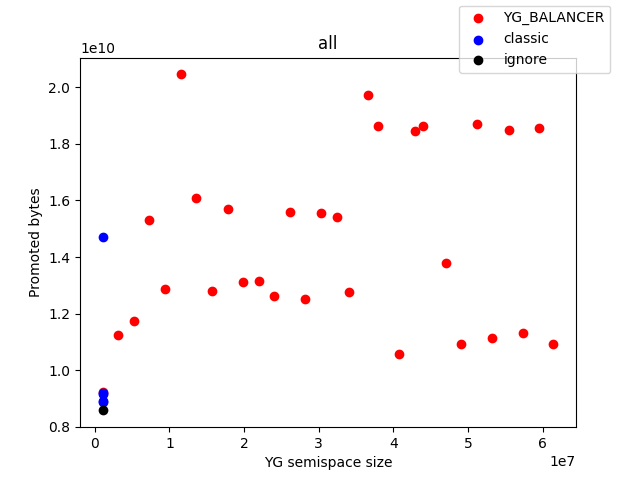 all
YG_BALANCER
classic
ignore
1e10
2.0
1.8
1.6
1.4
1.2
1.0
0.8
Promoted bytes
0
1
2
3
4
5
6
1e7
YG semispace size